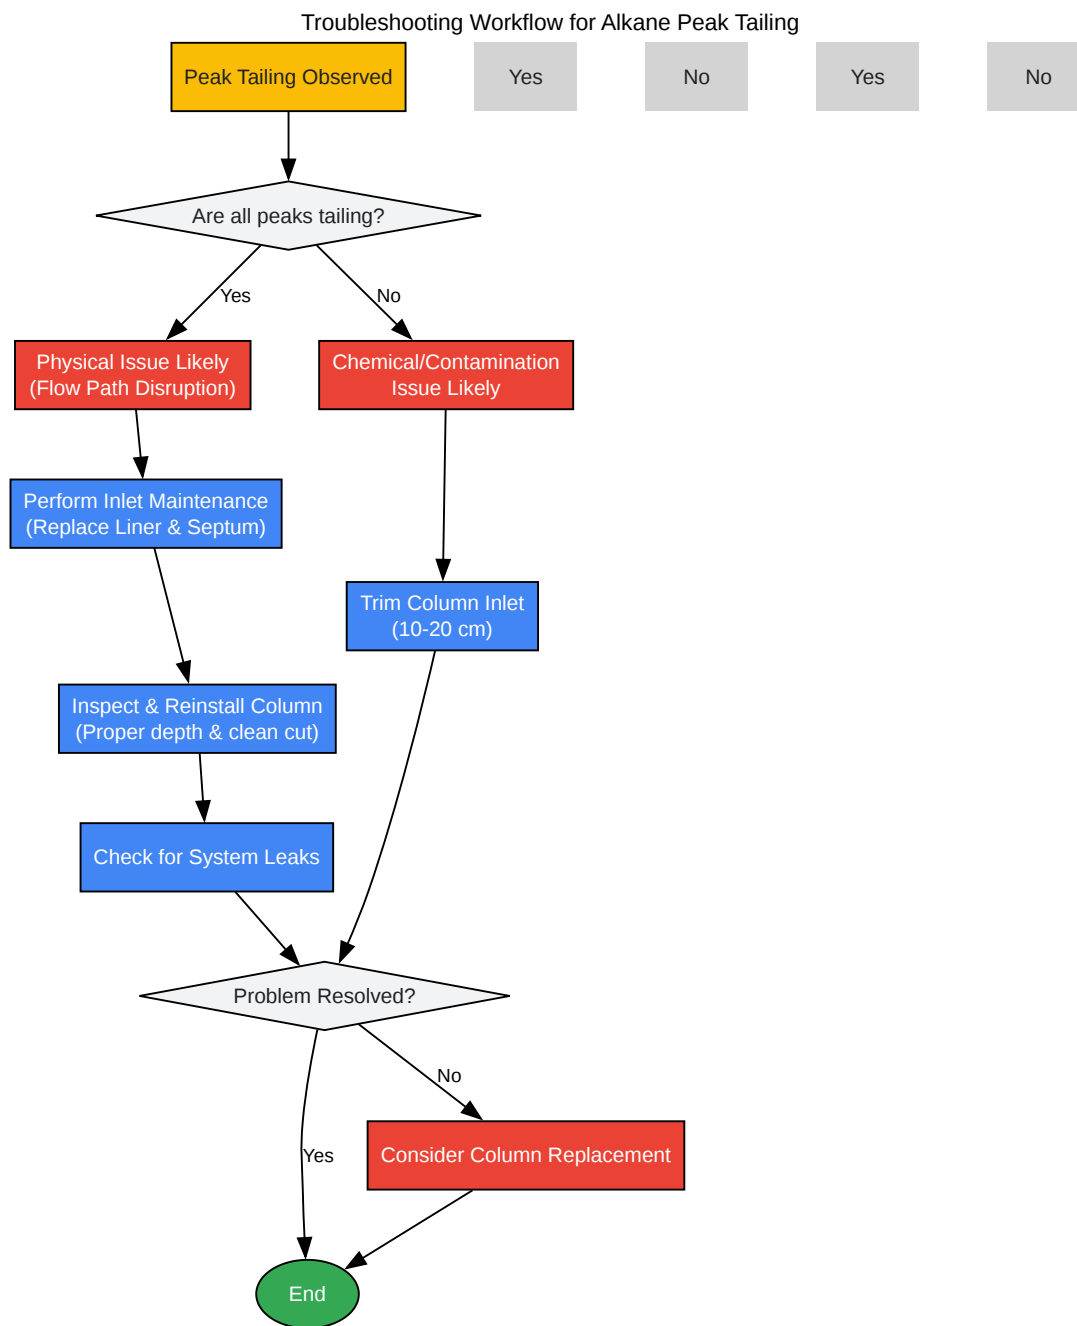 Troubleshooting Workflow for Alkane Peak Tailing
Peak Tailing Observed
Yes
No
Yes
No
Are all peaks tailing?
Yes
No
Physical Issue Likely
(Flow Path Disruption)
Chemical/Contamination
Issue Likely
Perform Inlet Maintenance
(Replace Liner & Septum)
Trim Column Inlet
(10-20 cm)
Inspect & Reinstall Column
(Proper depth & clean cut)
Check for System Leaks
Problem Resolved?
No
Yes
Consider Column Replacement
End